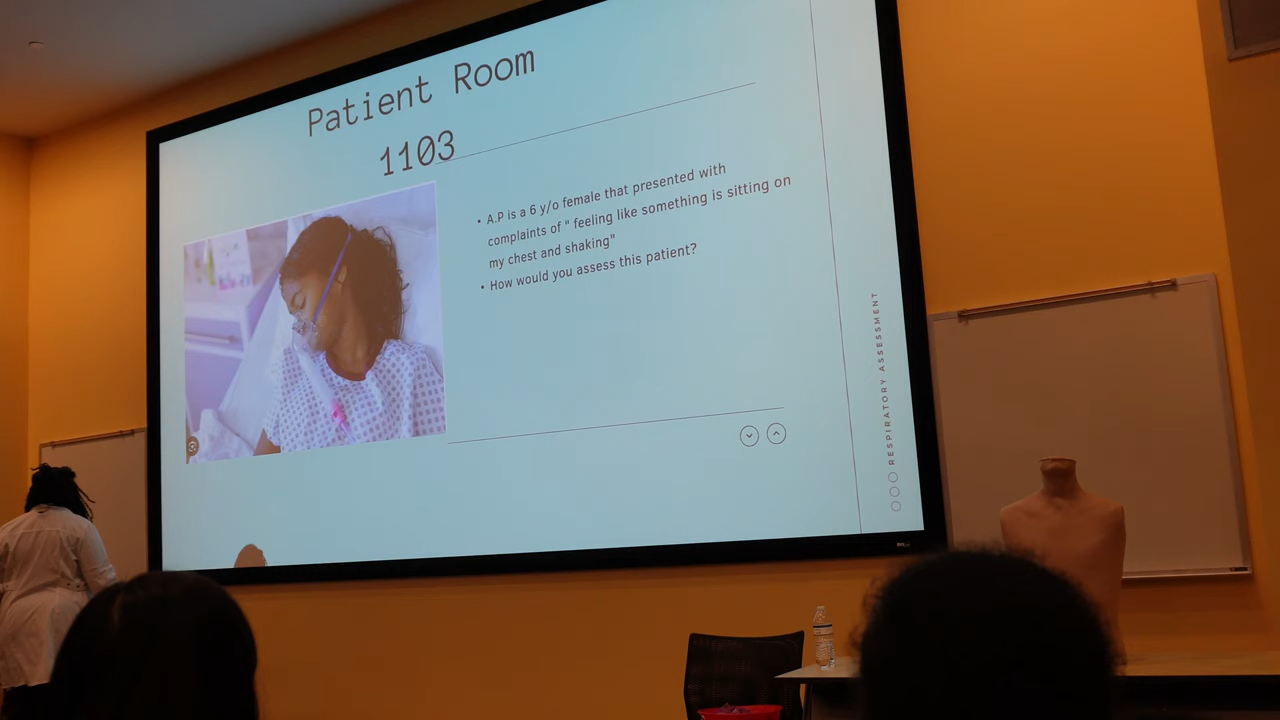 Patient Room
1103
• A.P is a 6 y/o female that presented with
complaints of " feeling like something is sitting on
my chest and shaking"
• How would you assess this patient?
RESPIRATORY ASSESSMENT